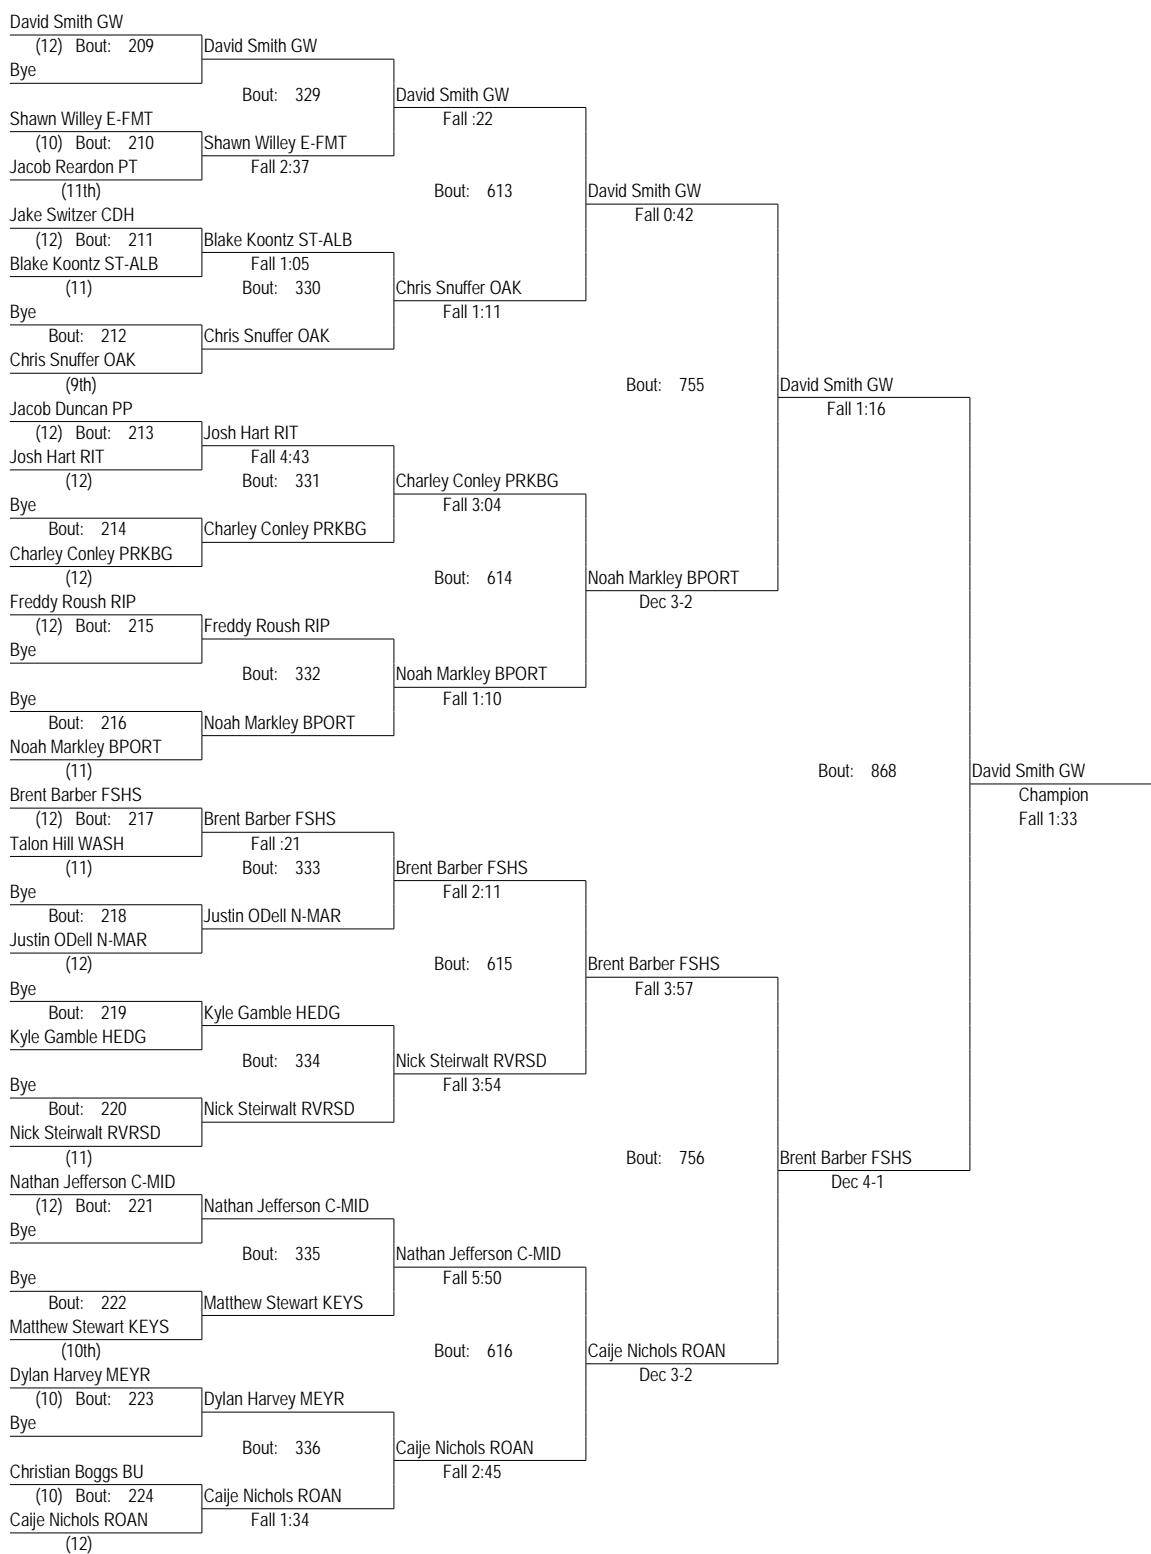 David Smith GW
(12) Bout: 209 David Smith GW
Bye
Bout: 329 David Smith GW
Shawn Willey E-FMT Fall :22
(10) Bout: 210 Shawn Willey E-FMT
Jacob Reardon PT Fall 2:37
(11th) Bout: 613 David Smith GW
Jake Switzer CDH Fall 0:42
(12) Bout: 211 Blake Koontz ST-ALB
Blake Koontz ST-ALB Fall 1:05
(11) Bout: 330 Chris Snuffer OAK
Bye Fall 1:11
Bout: 212 Chris Snuffer OAK
Chris Snuffer OAK
(9th) Bout: 755 David Smith GW
Jacob Duncan PP Fall 1:16
(12) Bout: 213 Josh Hart RIT
Josh Hart RIT Fall 4:43
(12) Bout: 331 Charley Conley PRKBG
Bye Fall 3:04
Bout: 214 Charley Conley PRKBG
Charley Conley PRKBG
(12) Bout: 614 Noah Markley BPORT
Freddy Roush RIP Dec 3-2
(12) Bout: 215 Freddy Roush RIP
Bye
Bout: 332 Noah Markley BPORT
Bye Fall 1:10
Bout: 216 Noah Markley BPORT
Noah Markley BPORT
(11) Bout: 868 David Smith GW
Brent Barber FSHS Champion
(12) Bout: 217 Brent Barber FSHS Fall 1:33
Talon Hill WASH Fall :21
(11) Bout: 333 Brent Barber FSHS
Bye Fall 2:11
Bout: 218 Justin ODell N-MAR
Justin ODell N-MAR
(12) Bout: 615 Brent Barber FSHS
Bye Fall 3:57
Bout: 219 Kyle Gamble HEDG
Kyle Gamble HEDG
Bout: 334 Nick Steirwalt RVRSD
Bye Fall 3:54
Bout: 220 Nick Steirwalt RVRSD
Nick Steirwalt RVRSD
(11) Bout: 756 Brent Barber FSHS
Nathan Jefferson C-MID Dec 4-1
(12) Bout: 221 Nathan Jefferson C-MID
Bye
Bout: 335 Nathan Jefferson C-MID
Bye Fall 5:50
Bout: 222 Matthew Stewart KEYS
Matthew Stewart KEYS
(10th) Bout: 616 Caije Nichols ROAN
Dylan Harvey MEYR Dec 3-2
(10) Bout: 223 Dylan Harvey MEYR
Bye
Bout: 336 Caije Nichols ROAN
Christian Boggs BU Fall 2:45
(10) Bout: 224 Caije Nichols ROAN
Caije Nichols ROAN Fall 1:34
(12)